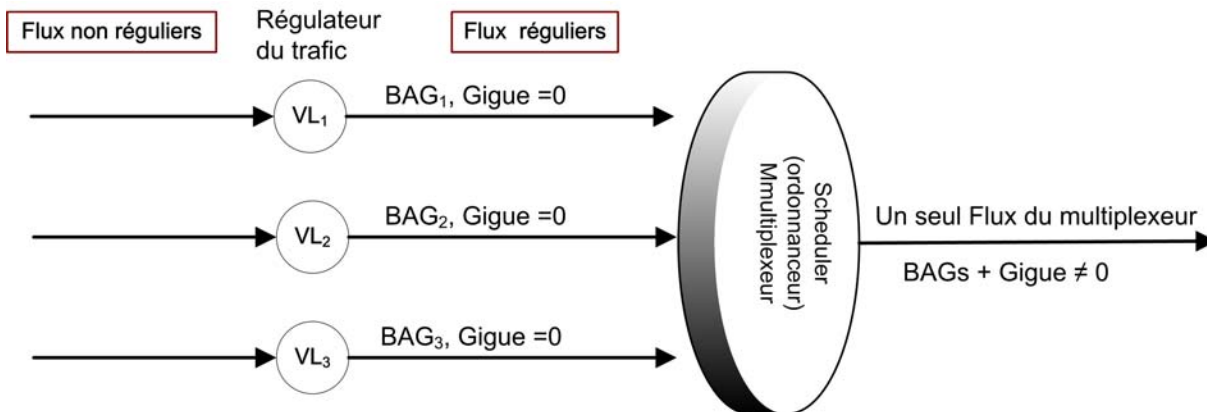 Flux non réguliers
Régulateur
du trafic
Flux réguliers
VL₁
BAG₁, Gigue =0
VL₂
BAG₂, Gigue =0
VL₃
BAG₃, Gigue =0
Scheduler
(ordonnanceur)
Mmultiplexeur
Un seul Flux du multiplexeur
BAGs + Gigue ≠ 0